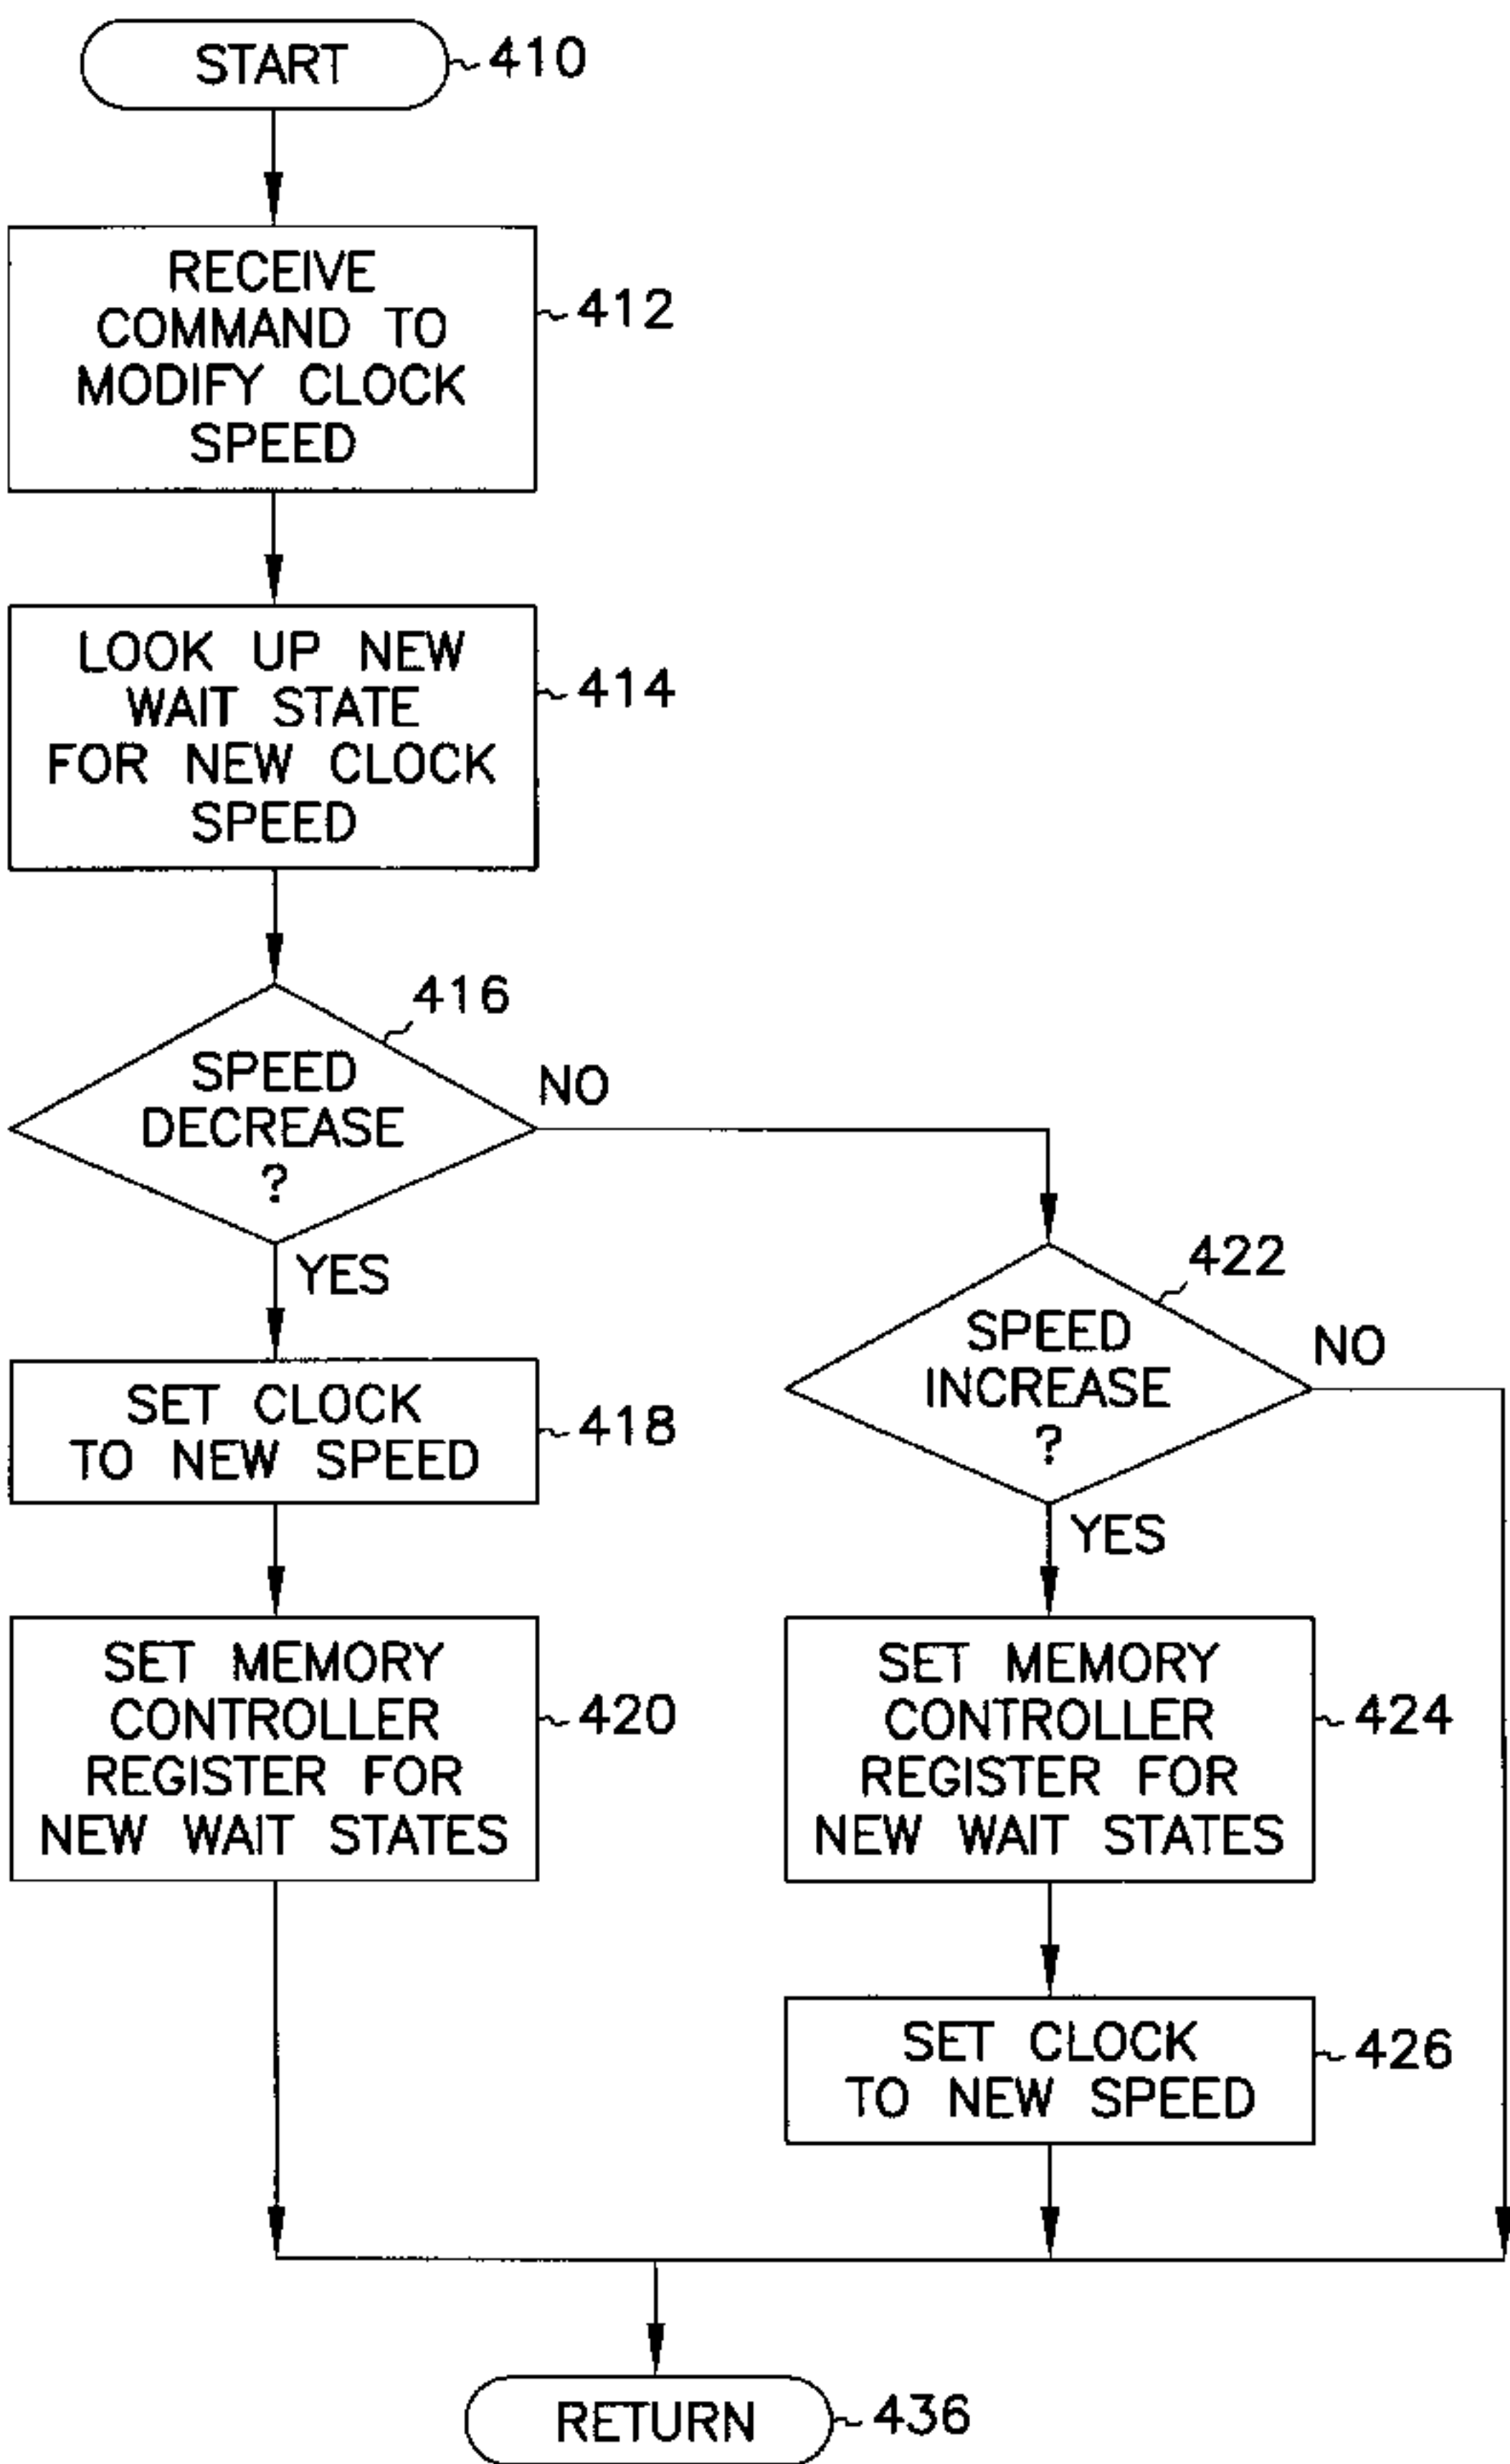 START
410
RECEIVE
COMMAND TO
MODIFY CLOCK
SPEED
412
LOOK UP NEW
WAIT STATE
FOR NEW CLOCK
SPEED
414
416
SPEED
DECREASE
?
NO
YES
422
SPEED
INCREASE
?
NO
YES
SET CLOCK
TO NEW SPEED
418
SET MEMORY
CONTROLLER
REGISTER FOR
NEW WAIT STATES
420
SET MEMORY
CONTROLLER
REGISTER FOR
NEW WAIT STATES
424
SET CLOCK
TO NEW SPEED
426
RETURN
436